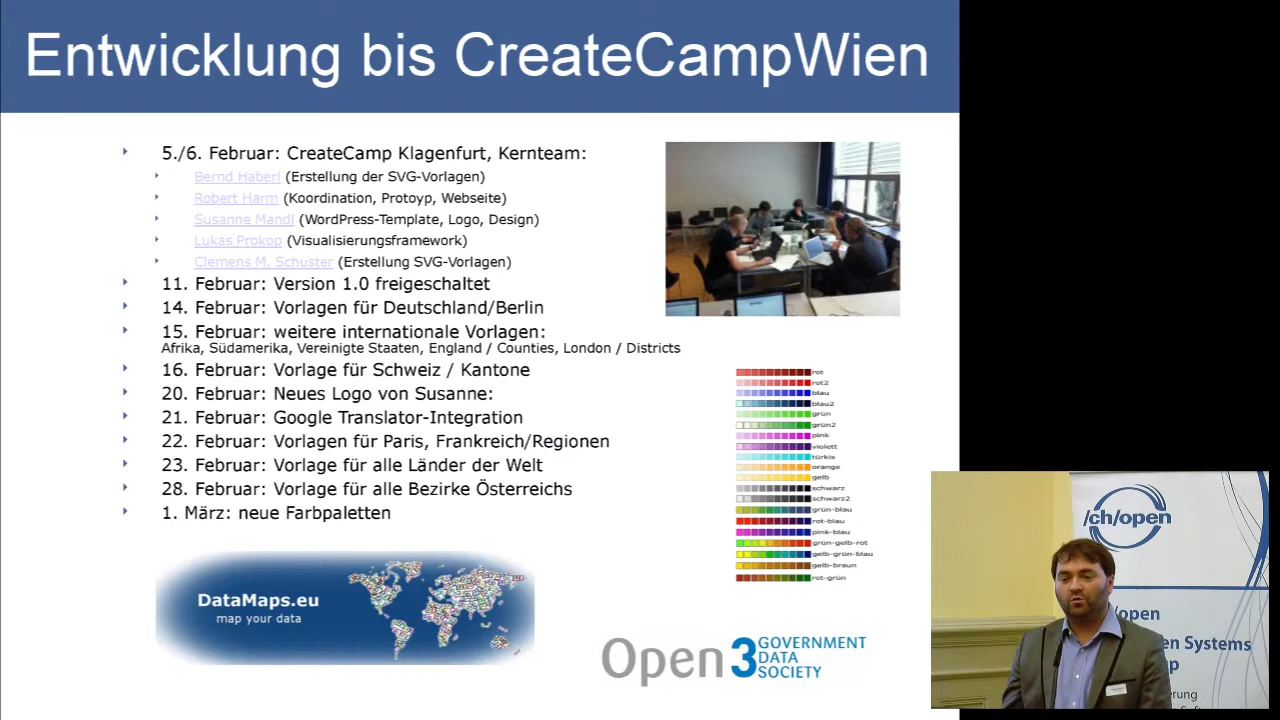 Entwicklung bis CreateCampWien
5./6. Februar: CreateCamp Klagenfurt, Kernteam:
Bernd Haberl (Erstellung der SVG-Vorlagen)
Robert Harm (Koordination, Protoyp, Webseite)
Susanne Mandl (WordPress-Template, Logo, Design)
Lukas Prokop (Visualisierungsframework)
Clemens M. Schuster (Erstellung SVG-Vorlagen)
11. Februar: Version 1.0 freigeschaltet
14. Februar: Vorlagen für Deutschland/Berlin
15. Februar: weitere internationale Vorlagen:
Afrika, Südamerika, Vereinigte Staaten, England / Counties, London / Districts
16. Februar: Vorlage für Schweiz / Kantone
20. Februar: Neues Logo von Susanne:
21. Februar: Google Translator-Integration
22. Februar: Vorlagen für Paris, Frankreich/Regionen
23. Februar: Vorlage für alle Länder der Welt
28. Februar: Vorlage für alle Bezirke Österreichs
1. März: neue Farbpaletten
rot
rot2
blau
blau2
grün
grün2
pink
violett
türkis
orange
gelb
schwarz
schwarz2
grün-blau
rot-blau
pink-blau
grün-gelb-rot
gelb-grün-blau
gelb-braun
rot-grün
DataMaps.eu
map your data
Open3 GOVERNMENT
DATA
SOCIETY
/ch/open
/open
en Systems
p
erung